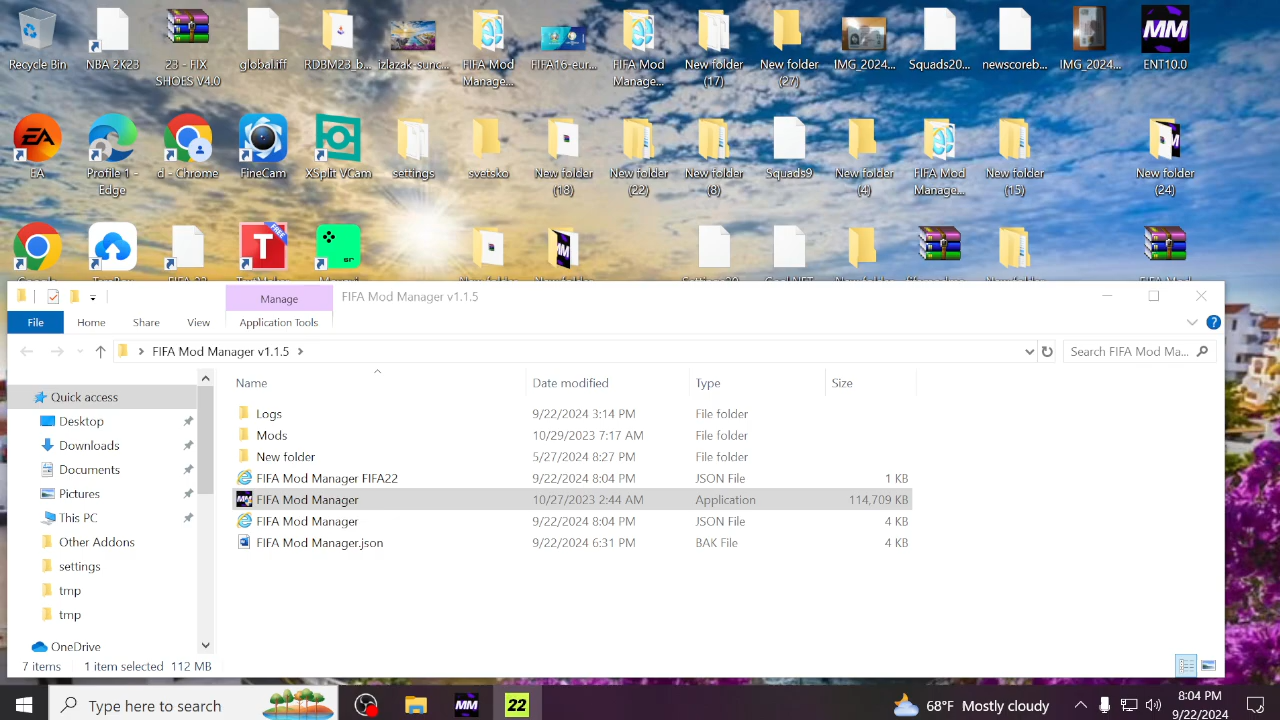 Recycle Bin
NBA 2K23
23 - FIX
SHOES V4.0
global.iff
RDBM23_b...
izlazak-sunc...
FIFA Mod
Manage...
FIFA16-eur...
FIFA Mod
Manage...
New folder
(17)
New folder
(27)
IMG_2024...
Squads20...
newscoreb...
IMG_2024...
MM
ENT10.0
EA
EA
Profile 1 -
Edge
d - Chrome
FineCam
XSplit VCam
settings
svetsko
New folder
(18)
New folder
(22)
New folder
(8)
Squads9
New folder
(4)
FIFA Mod
Manage...
New folder
(15)
New folder
(24)
T
FREE
sr
Manage
FIFA Mod Manager v1.1.5
File
Home
Share
View
Application Tools
FIFA Mod Manager v1.1.5
Search FIFA Mod Ma...
Name
Date modified
Type
Size
Quick access
Desktop
Downloads
Documents
Pictures
This PC
Other Addons
settings
tmp
tmp
OneDrive
Logs 9/22/2024 3:14 PM File folder
Mods 10/29/2023 7:17 AM File folder
New folder 5/27/2024 8:27 PM File folder
FIFA Mod Manager FIFA22 9/22/2024 8:04 PM JSON File 1 KB
FIFA Mod Manager 10/27/2023 2:44 AM Application 114,709 KB
FIFA Mod Manager 9/22/2024 8:04 PM JSON File 4 KB
FIFA Mod Manager.json 9/22/2024 6:31 PM BAK File 4 KB
7 items 1 item selected 112 MB
Type here to search
MM
22
68°F Mostly cloudy
8:04 PM
9/22/2024